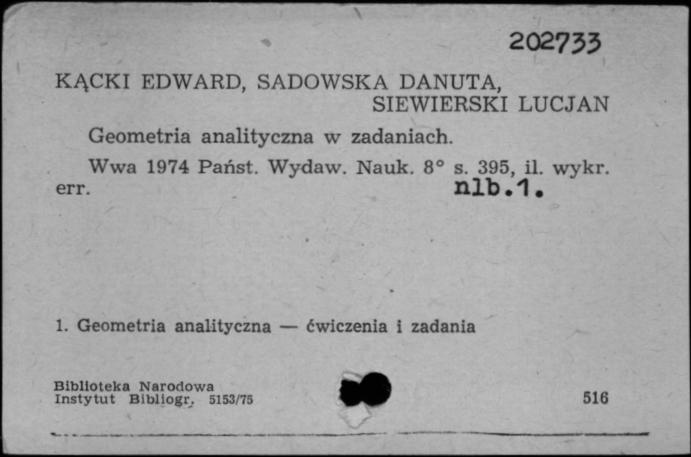 202733
KĄCKI EDWARD, SADOWSKA DANUTA,
SIEWIERSKI LUCJAN
Geometria analityczna w zadaniach.
Wwa 1974 Państ. Wydaw. Nauk. 8° s. 395, il. wykr.
err. nlb.1.
1. Geometria analityczna — ćwiczenia i zadania
Biblioteka Narodowa
Instytut Bibliogr. 5153/75 516